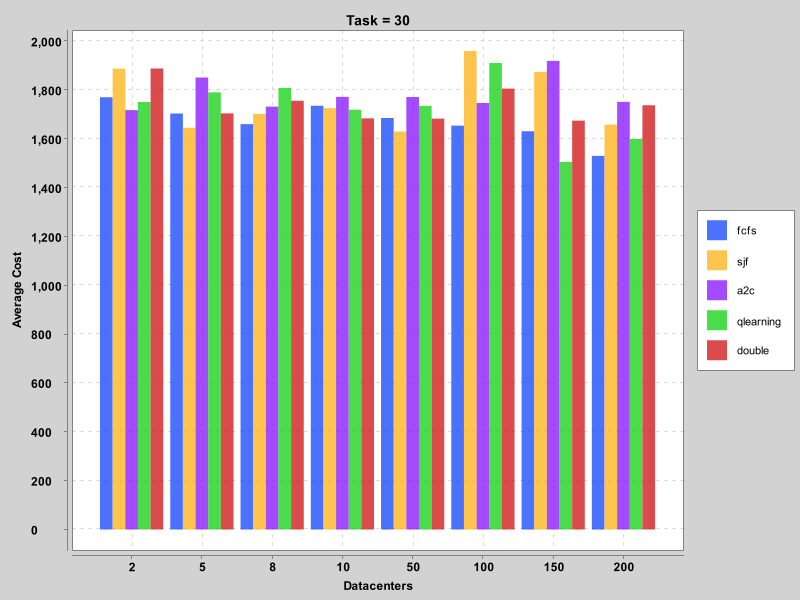 Task = 30
2,000
1,800
1,600
1,400
1,200
1,000
800
600
400
200
0
Average Cost
2 5 8 10 50 100 150 200
Datacenters
fcfs
sjf
a2c
qlearning
double